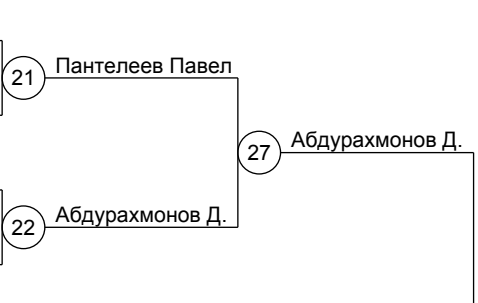 21 Пантелеев Павел
27 Абдурахмонов Д.
22 Абдурахмонов Д.